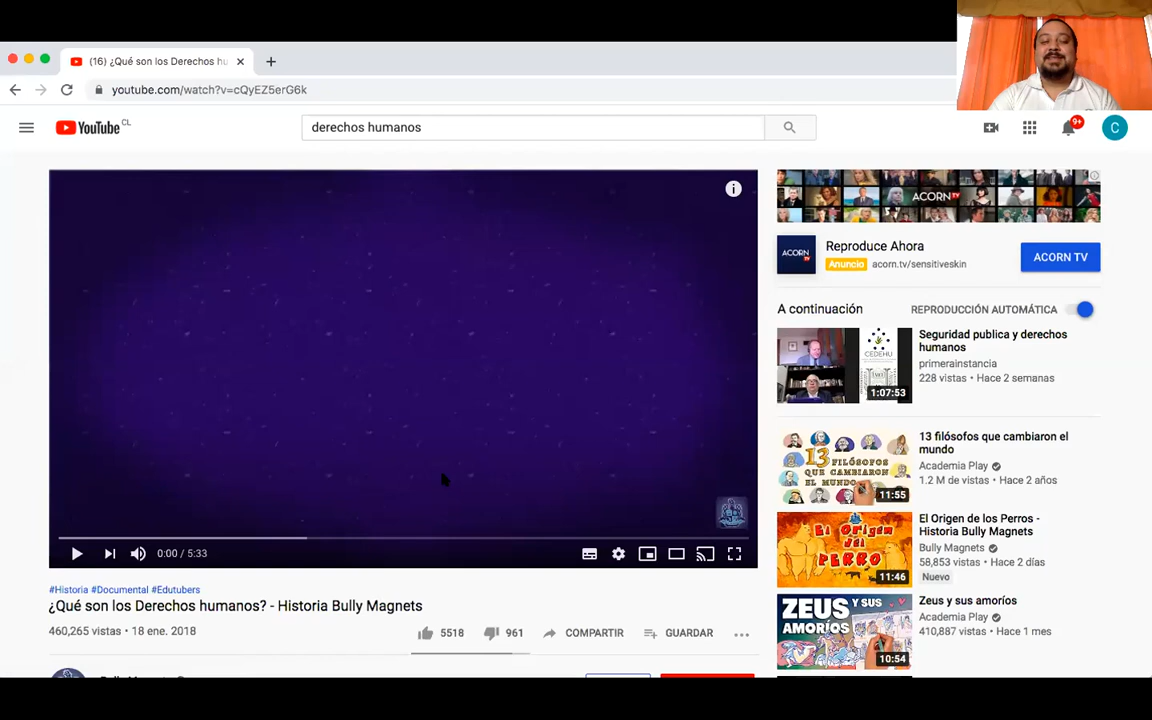 (16) ¿Qué son los Derechos hu
youtube.com/watch?v=cQyEZ5erG6k
YouTube CL
derechos humanos
9+
C
i
ACORN TV
ACORN TV
Reproduce Ahora
Anuncio acorn.tv/sensitiveskin
ACORN TV
A continuación
REPRODUCCIÓN AUTOMÁTICA
CEDEHU
1:07:53
Seguridad publica y derechos
humanos
primerainstancia
228 vistas • Hace 2 semanas
13 FILÓSOFOS
QUE CAMBIARON
EL MUNDO
11:55
13 filósofos que cambiaron el
mundo
Academia Play
1.2 M de vistas • Hace 2 años
El Origen
del
PERRO
11:46
El Origen de los Perros -
Historia Bully Magnets
Bully Magnets
58,853 vistas • Hace 2 días
Nuevo
ZEUS Y SUS
AMORÍOS
10:54
Zeus y sus amoríos
Academia Play
410,887 vistas • Hace 1 mes
0:00 / 5:33
#Historia #Documental #Edutubers
¿Qué son los Derechos humanos? - Historia Bully Magnets
460,265 vistas • 18 ene. 2018
5518
961
COMPARTIR
GUARDAR